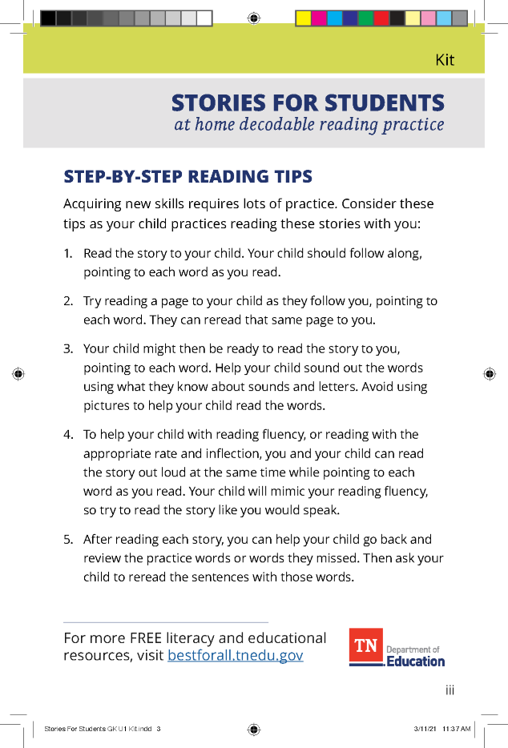 Kit
STORIES FOR STUDENTS
at home decodable reading practice
STEP-BY-STEP READING TIPS
Acquiring new skills requires lots of practice. Consider these
tips as your child practices reading these stories with you:
1. Read the story to your child. Your child should follow along,
pointing to each word as you read.
2. Try reading a page to your child as they follow you, pointing to
each word. They can reread that same page to you.
3. Your child might then be ready to read the story to you,
pointing to each word. Help your child sound out the words
using what they know about sounds and letters. Avoid using
pictures to help your child read the words.
4. To help your child with reading fluency, or reading with the
appropriate rate and inflection, you and your child can read
the story out loud at the same time while pointing to each
word as you read. Your child will mimic your reading fluency,
so try to read the story like you would speak.
5. After reading each story, you can help your child go back and
review the practice words or words they missed. Then ask your
child to reread the sentences with those words.
For more FREE literacy and educational
resources, visit bestforall.tnedu.gov
TN Department of
Education
iii
Stories For Students GK U1 Kit.indd 3
3/11/21 11:37 AM